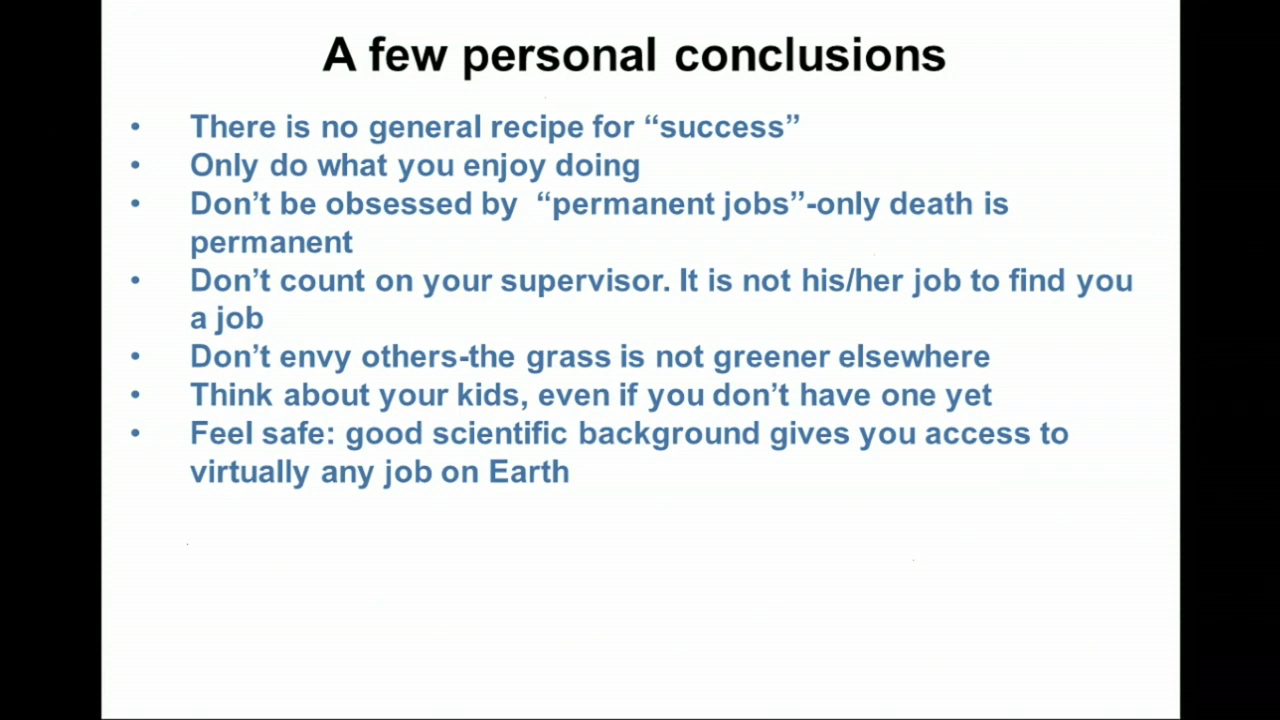 A few personal conclusions
• There is no general recipe for “success”
• Only do what you enjoy doing
• Don’t be obsessed by “permanent jobs”-only death is
permanent
• Don’t count on your supervisor. It is not his/her job to find you
a job
• Don’t envy others-the grass is not greener elsewhere
• Think about your kids, even if you don’t have one yet
• Feel safe: good scientific background gives you access to
virtually any job on Earth